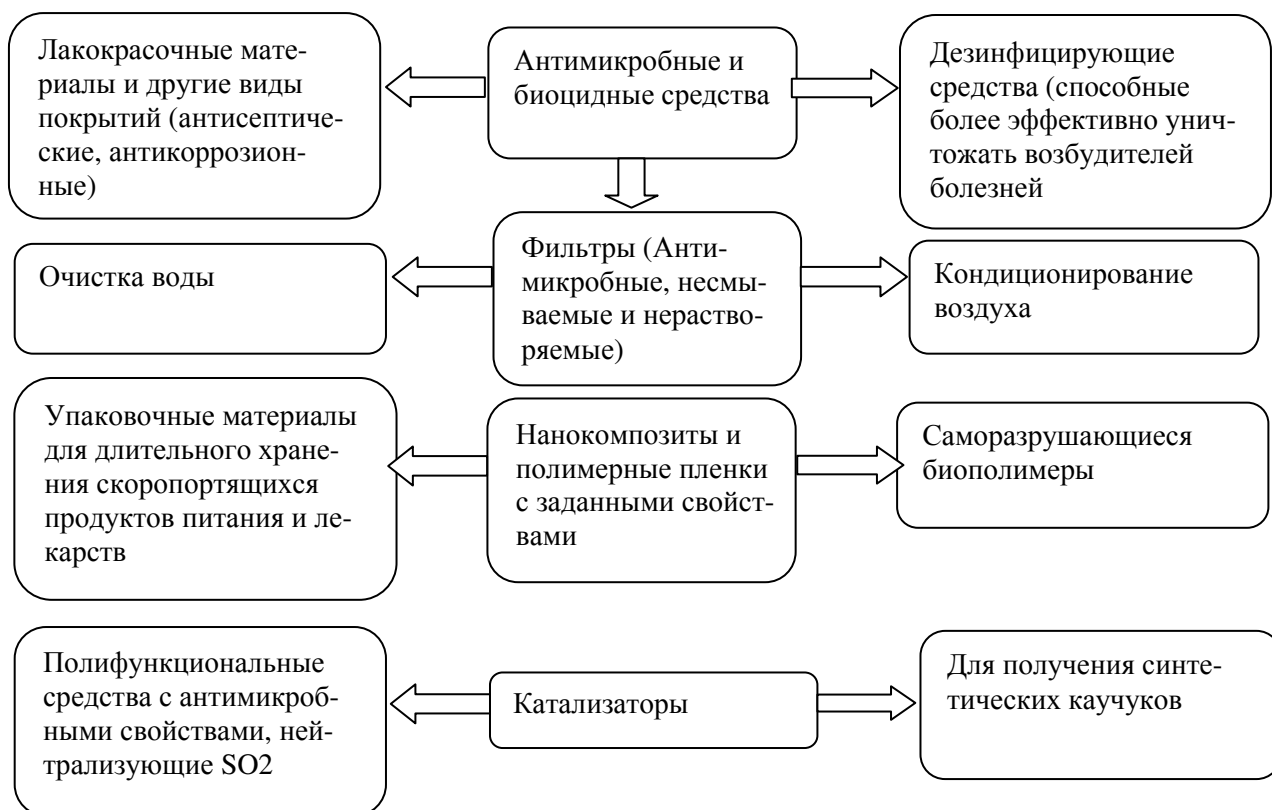 Лакокрасочные мате-
риалы и другие виды
покрытий (антисептиче-
ские, антикоррозион-
ные)
Антимикробные и
биоцидные средства
Дезинфицирующие
средства (способные
более эффективно унич-
тожать возбудителей
болезней
Очистка воды
Фильтры (Анти-
микробные, несмы-
ваемые и нераство-
ряемые)
Кондиционирование
воздуха
Упаковочные материалы
для длительного хране-
ния скоропортящихся
продуктов питания и ле-
карств
Нанокомпозиты и
полимерные пленки
с заданными свойст-
вами
Саморазрушающиеся
биополимеры
Полифункциональные
средства с антимикроб-
ными свойствами, ней-
трализующие SO2
Катализаторы
Для получения синте-
тических каучуков